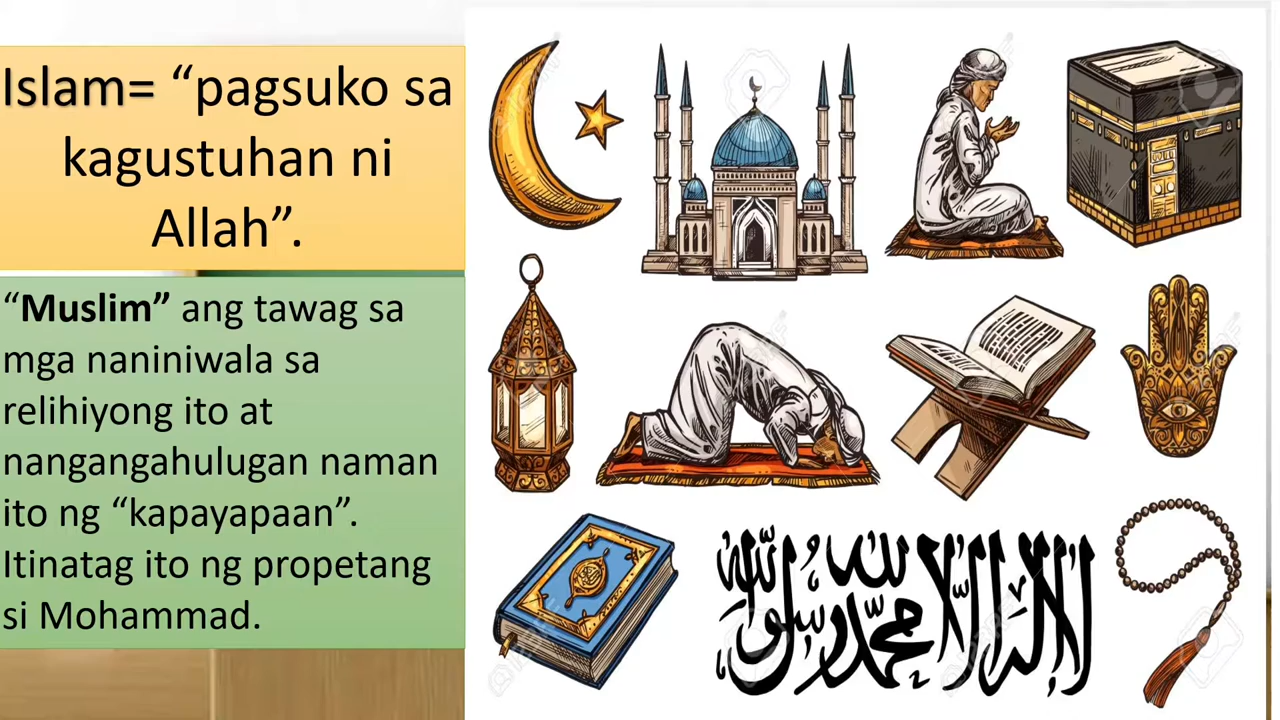 Islam= “pagsuko sa
kagustuhan ni
Allah”.
“Muslim” ang tawag sa
mga naniniwala sa
relihiyong ito at
nangangahulugan naman
ito ng “kapayapaan”.
Itinatag ito ng propetang
si Mohammad.
لا إله إلا الله محمد رسول الله